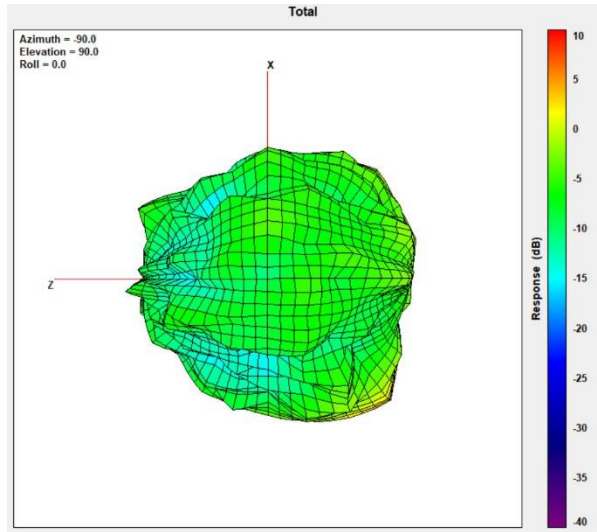 Total
Azimuth = -90.0
Elevation = 90.0
Roll = 0.0
X
Z
10
5
0
-5
-10
-15
-20
-25
-30
-35
-40
Response (dB)